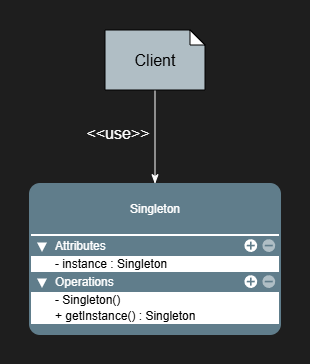 Client
<<use>>
Singleton
Attributes
- instance : Singleton
Operations
- Singleton()
+ getInstance() : Singleton